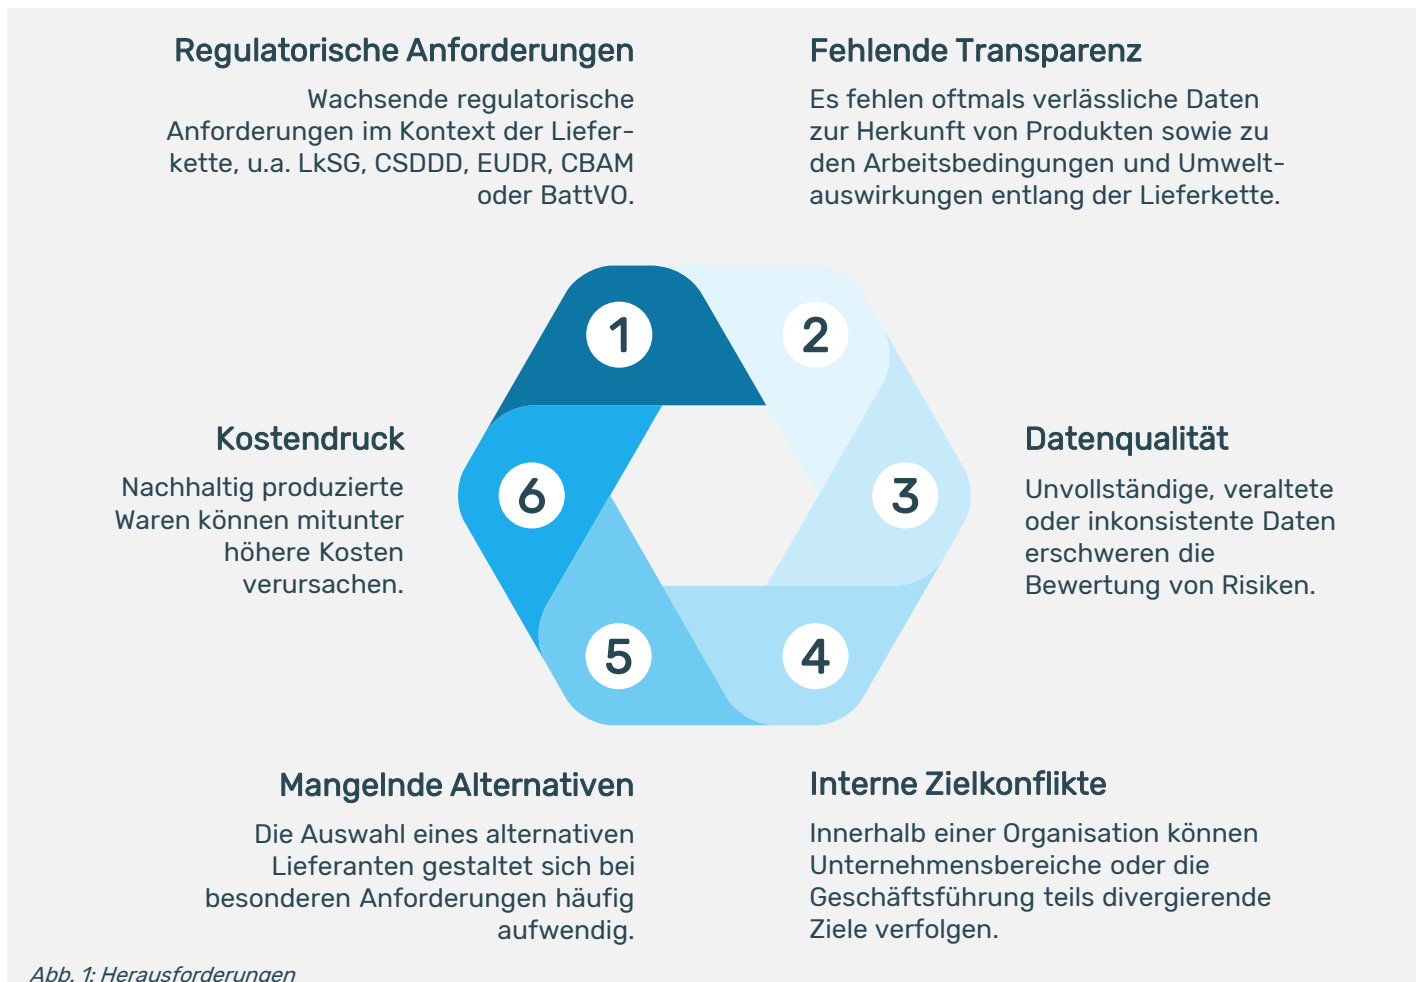 Regulatorische Anforderungen
Wachsende regulatorische
Anforderungen im Kontext der Liefer-
kette, u.a. LkSG, CSDDD, EUDR, CBAM
oder BattVO.
Fehlende Transparenz
Es fehlen oftmals verlässliche Daten
zur Herkunft von Produkten sowie zu
den Arbeitsbedingungen und Umwelt-
auswirkungen entlang der Lieferkette.
1
2
Kostendruck
Nachhaltig produzierte
Waren können mitunter
höhere Kosten
verursachen.
6
3
Datenqualität
Unvollständige, veraltete
oder inkonsistente Daten
erschweren die
Bewertung von Risiken.
5
4
Mangelnde Alternativen
Die Auswahl eines alternativen
Lieferanten gestaltet sich bei
besonderen Anforderungen häufig
aufwendig.
Interne Zielkonflikte
Innerhalb einer Organisation können
Unternehmensbereiche oder die
Geschäftsführung teils divergierende
Ziele verfolgen.
Abb. 1: Herausforderungen